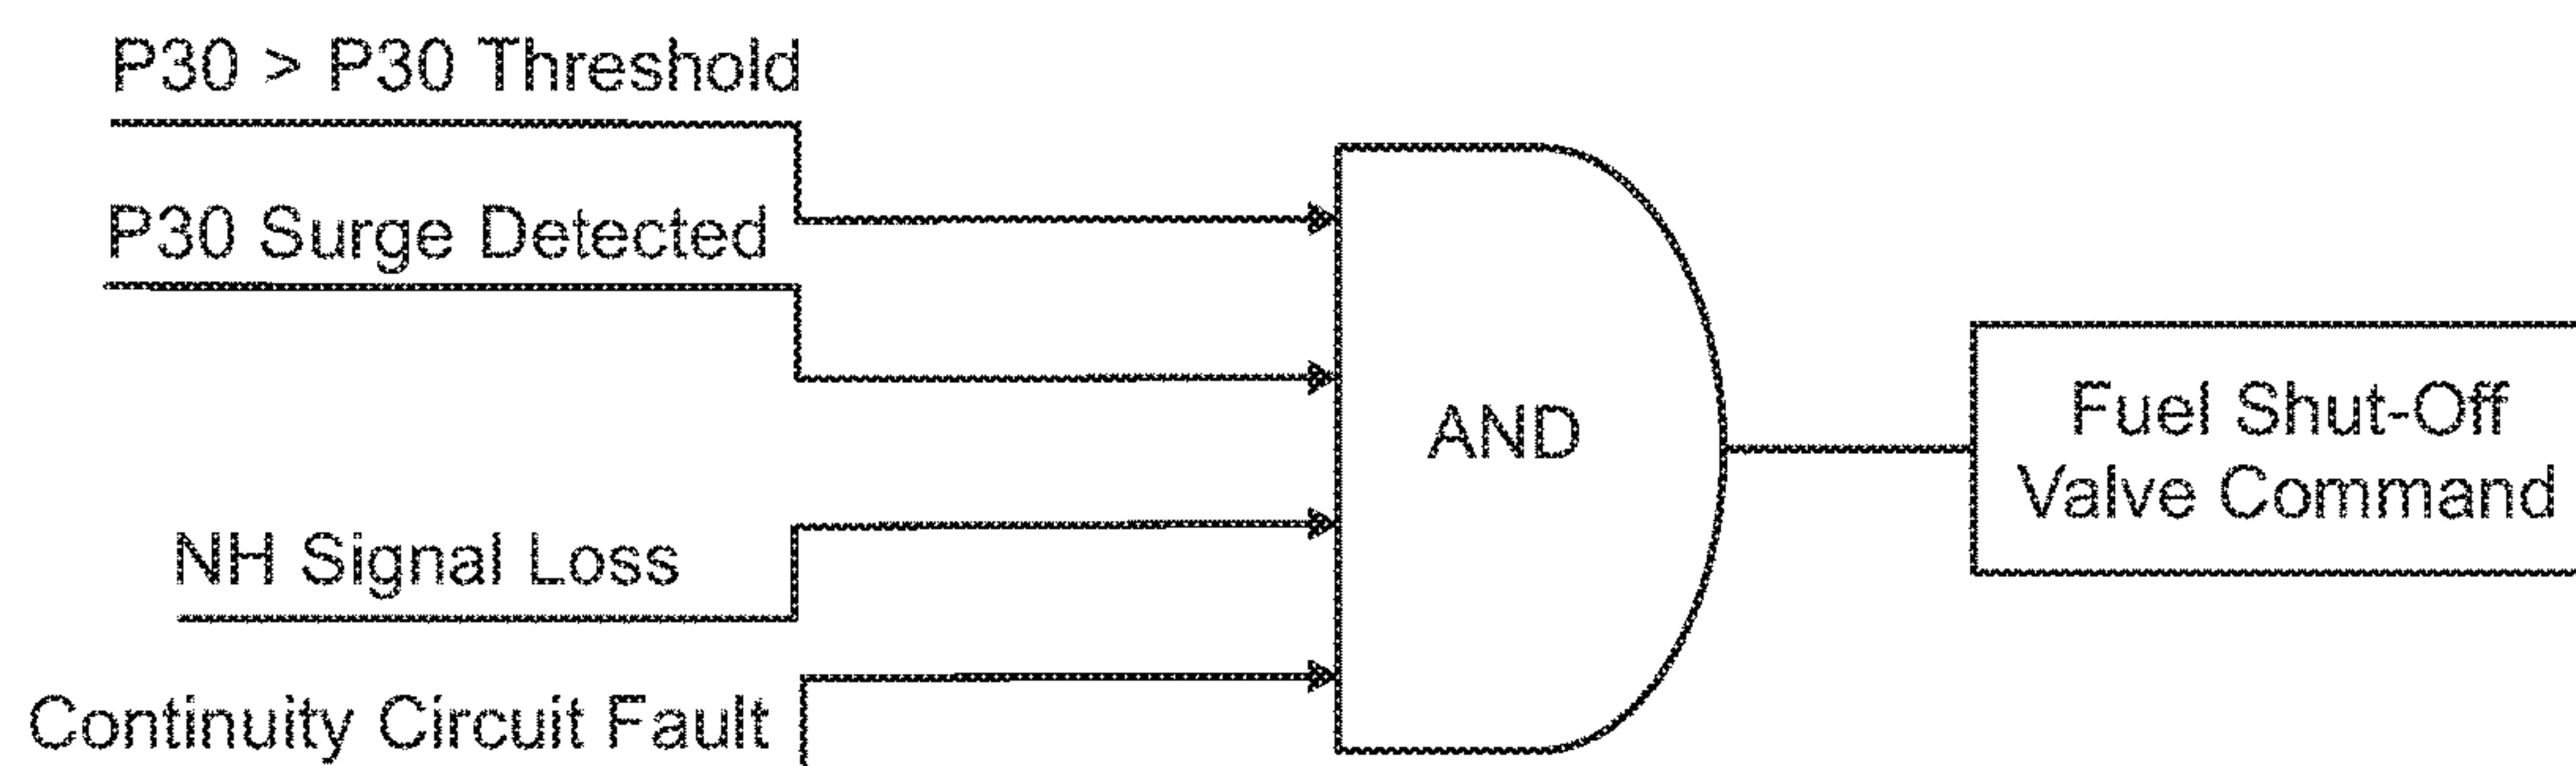 P30 > P30 Threshold
P30 Surge Detected
NH Signal Loss
Continuity Circuit Fault
AND
Fuel Shut-Off
Valve Command